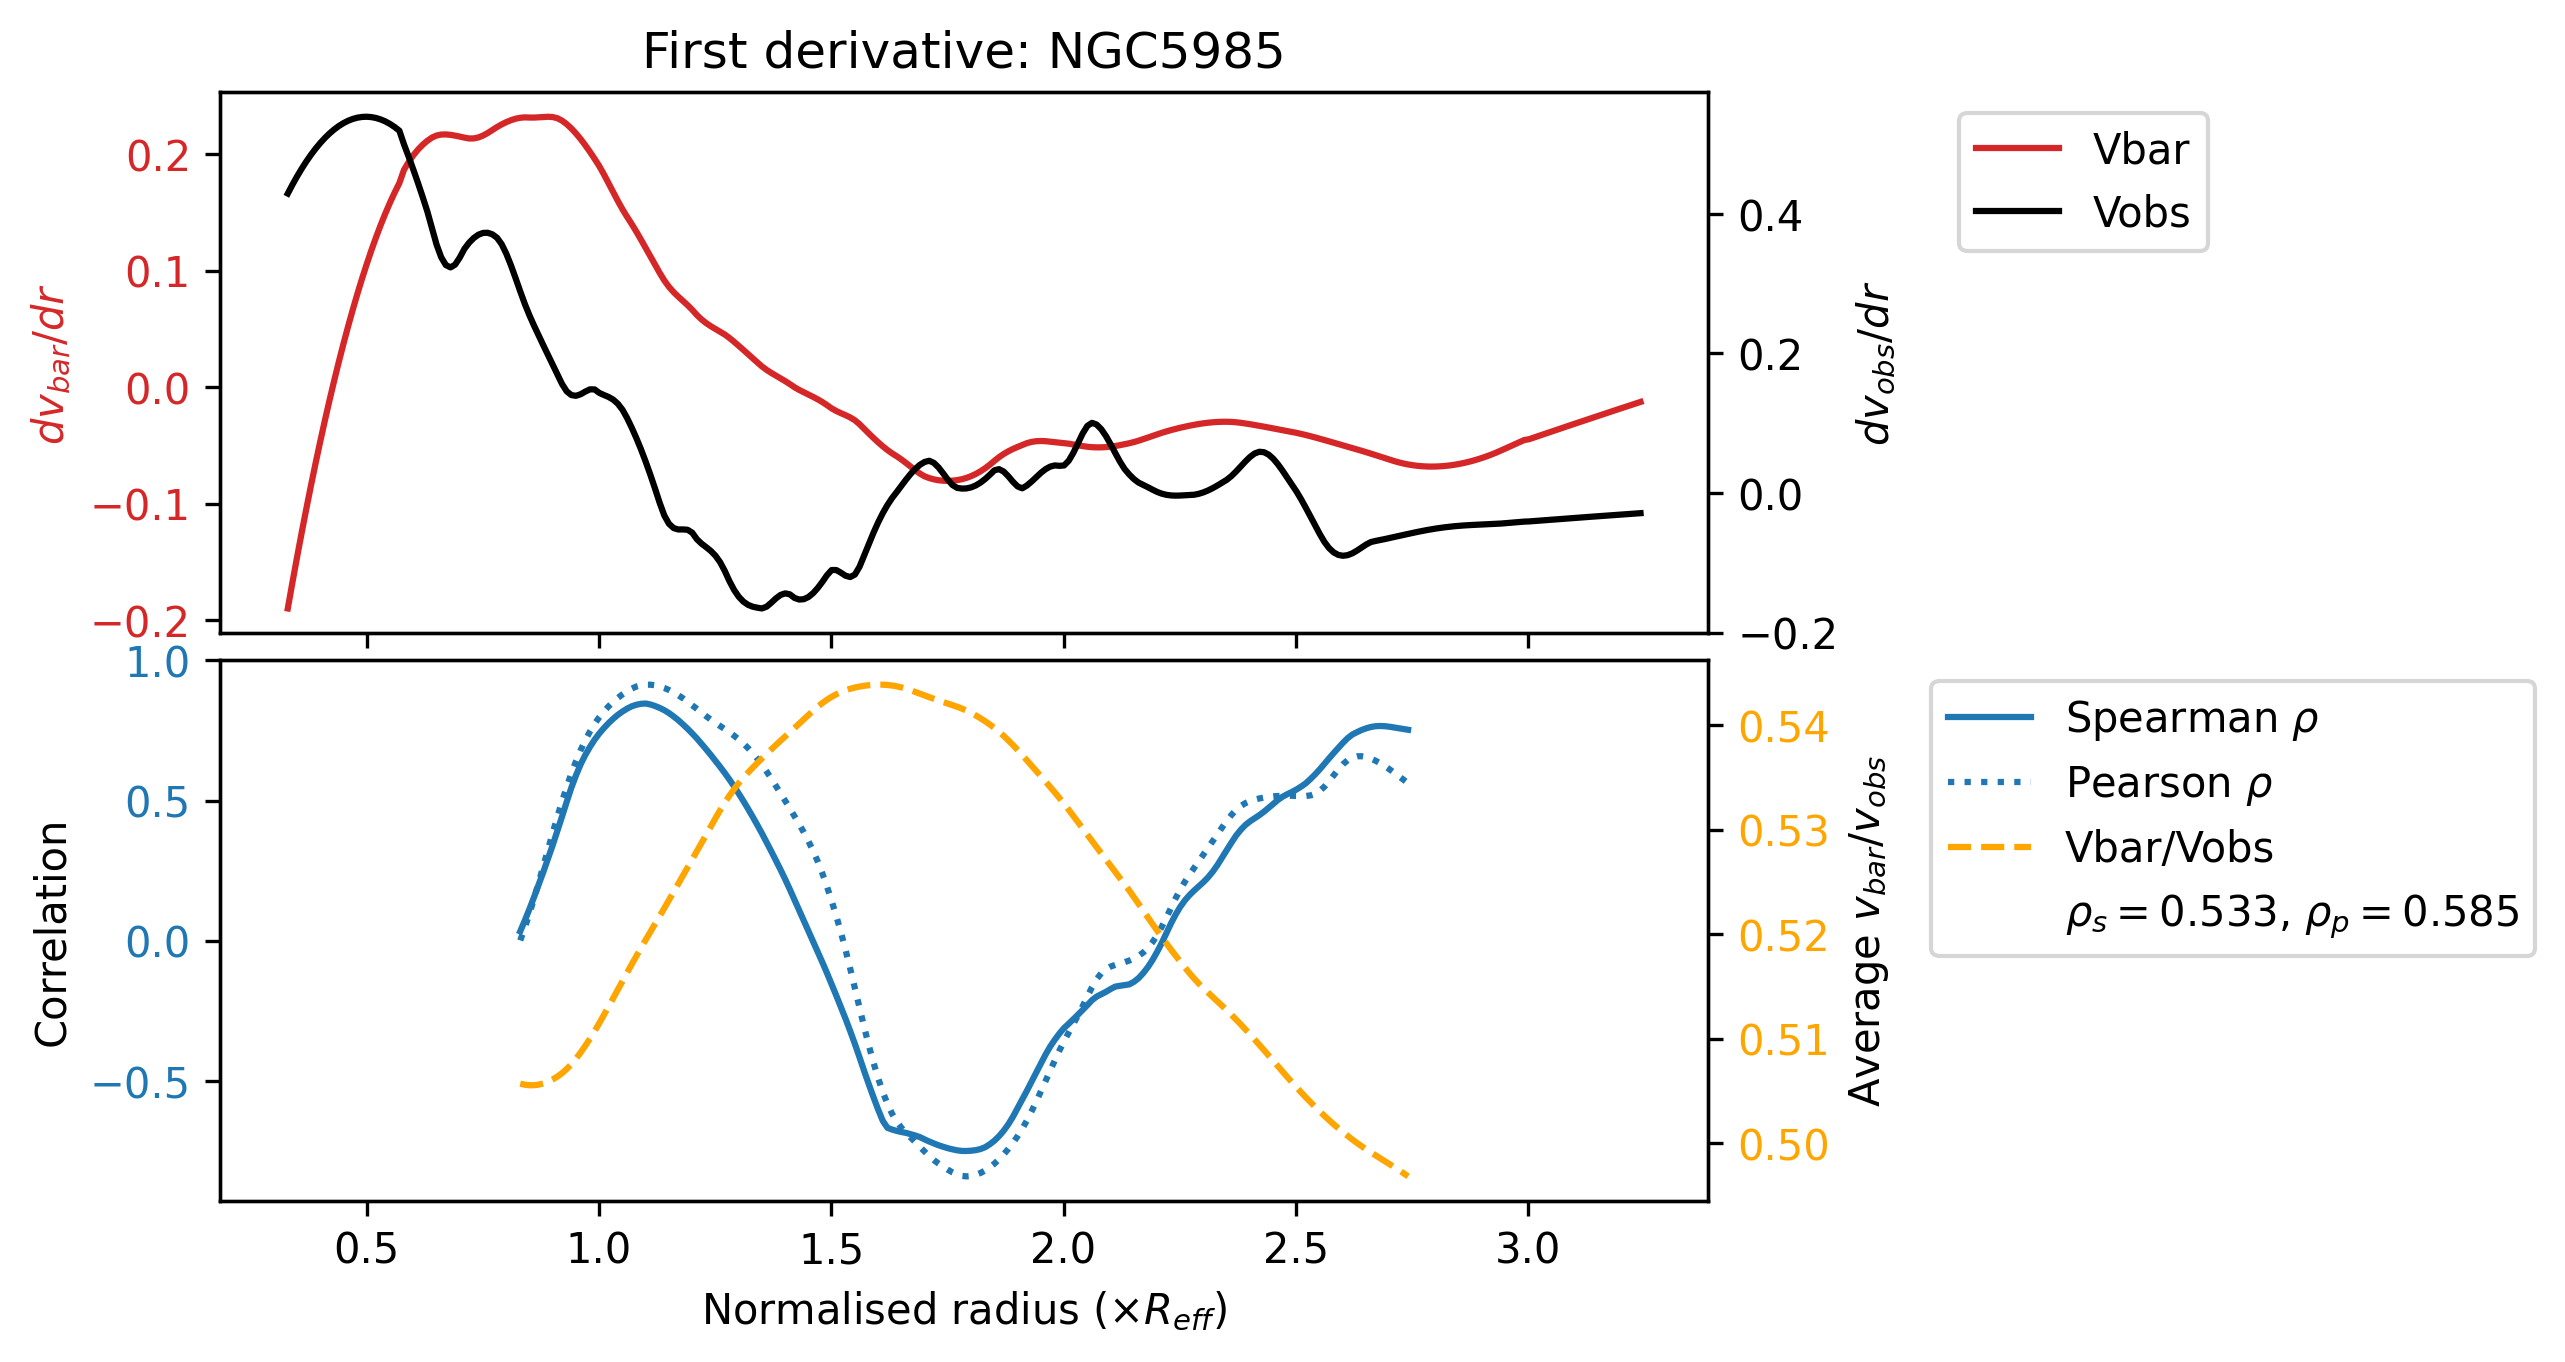 First derivative: NGC5985
0.2
0.1
0.0
−0.1
−0.2
dv_bar/dr
0.4
0.2
0.0
−0.2
dv_obs/dr
Vbar
Vobs
1.0
0.5
0.0
−0.5
Correlation
0.54
0.53
0.52
0.51
0.50
Average v_bar/v_obs
Spearman ρ
Pearson ρ
Vbar/Vobs
ρ_s = 0.533, ρ_p = 0.585
0.5 1.0 1.5 2.0 2.5 3.0
Normalised radius (×R_eff)